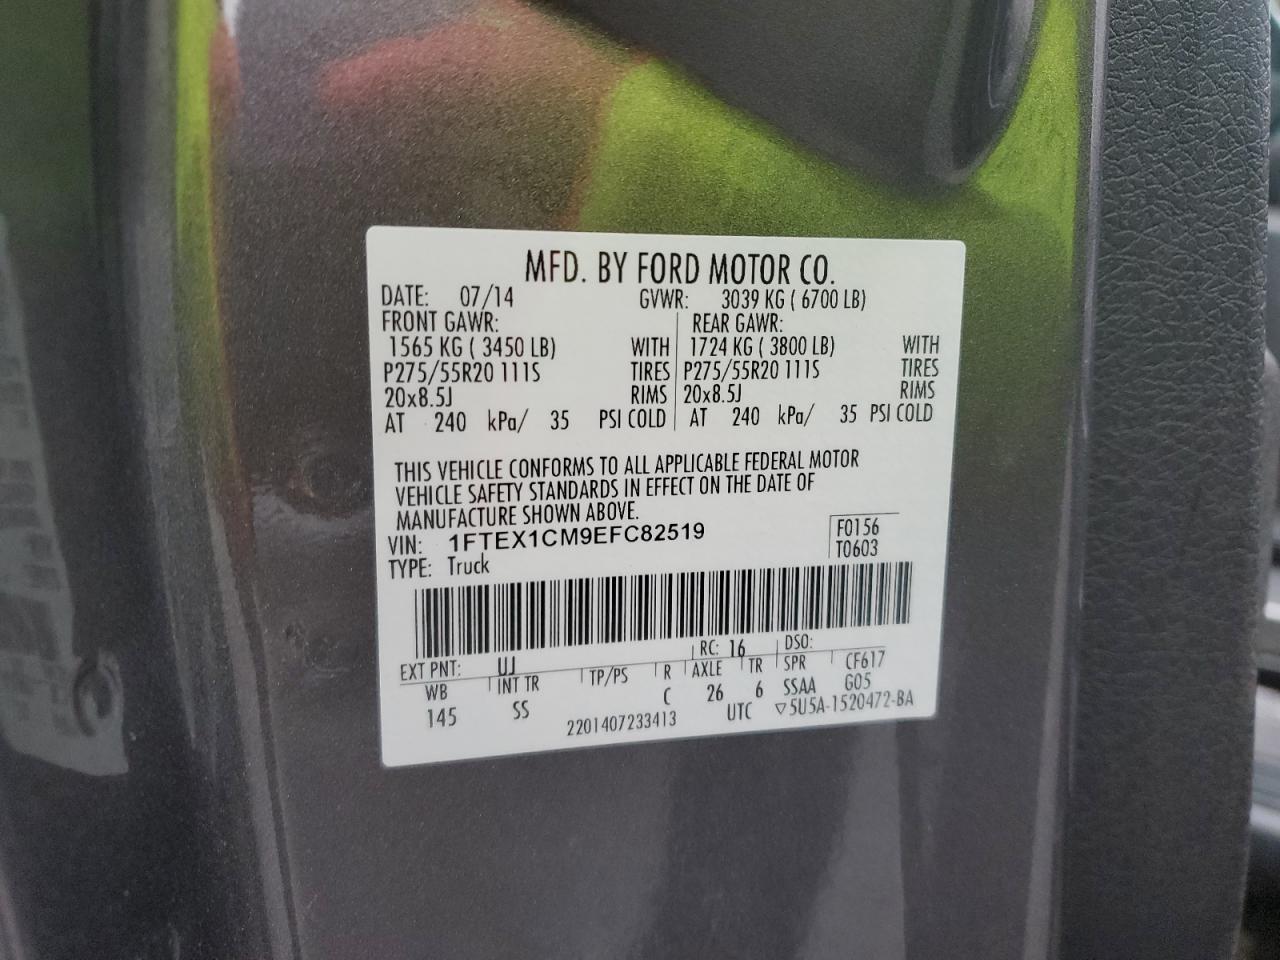 MFD. BY FORD MOTOR CO.
DATE: 07/14 GVWR: 3039 KG ( 6700 LB)
FRONT GAWR: REAR GAWR:
1565 KG ( 3450 LB) WITH 1724 KG ( 3800 LB) WITH
P275/55R20 111S TIRES P275/55R20 111S TIRES
20x8.5J RIMS 20x8.5J RIMS
AT 240 kPa/ 35 PSI COLD AT 240 kPa/ 35 PSI COLD
THIS VEHICLE CONFORMS TO ALL APPLICABLE FEDERAL MOTOR
VEHICLE SAFETY STANDARDS IN EFFECT ON THE DATE OF
MANUFACTURE SHOWN ABOVE.
VIN: 1FTEX1CM9EFC82519 F0156
TYPE: Truck T0603
EXT PNT: UJ RC: 16 DSO:
WB INT TR TP/PS R AXLE TR SPR CF617
145 SS C 26 6 SSAA G05
2201407233413 UTC ▽5U5A-1520472-BA